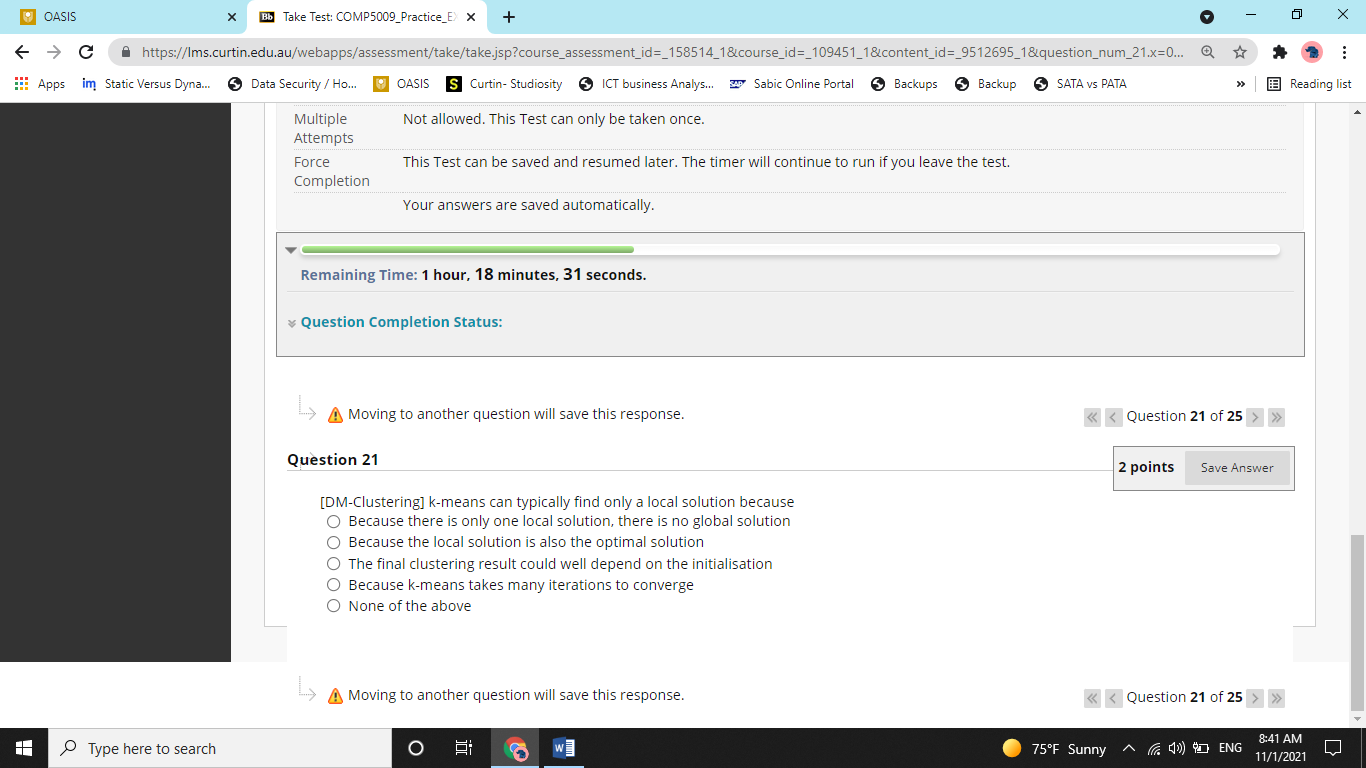 OASIS
Bb Take Test: COMP5009_Practice_E
https://lms.curtin.edu.au/webapps/assessment/take/take.jsp?course_assessment_id=_158514_1&course_id=_109451_1&content_id=_9512695_1&question_num_21.x=0...
Apps im Static Versus Dyna... Data Security / Ho... OASIS S Curtin- Studiosity ICT business Analys... SAP Sabic Online Portal Backups Backup SATA vs PATA » Reading list
Multiple Attempts Not allowed. This Test can only be taken once.
Force Completion This Test can be saved and resumed later. The timer will continue to run if you leave the test.
Your answers are saved automatically.
Remaining Time: 1 hour, 18 minutes, 31 seconds.
Question Completion Status:
Moving to another question will save this response.
Question 21 of 25
Question 21
2 points Save Answer
[DM-Clustering] k-means can typically find only a local solution because
Because there is only one local solution, there is no global solution
Because the local solution is also the optimal solution
The final clustering result could well depend on the initialisation
Because k-means takes many iterations to converge
None of the above
Moving to another question will save this response.
Question 21 of 25
Type here to search
75°F Sunny
ENG
8:41 AM
11/1/2021